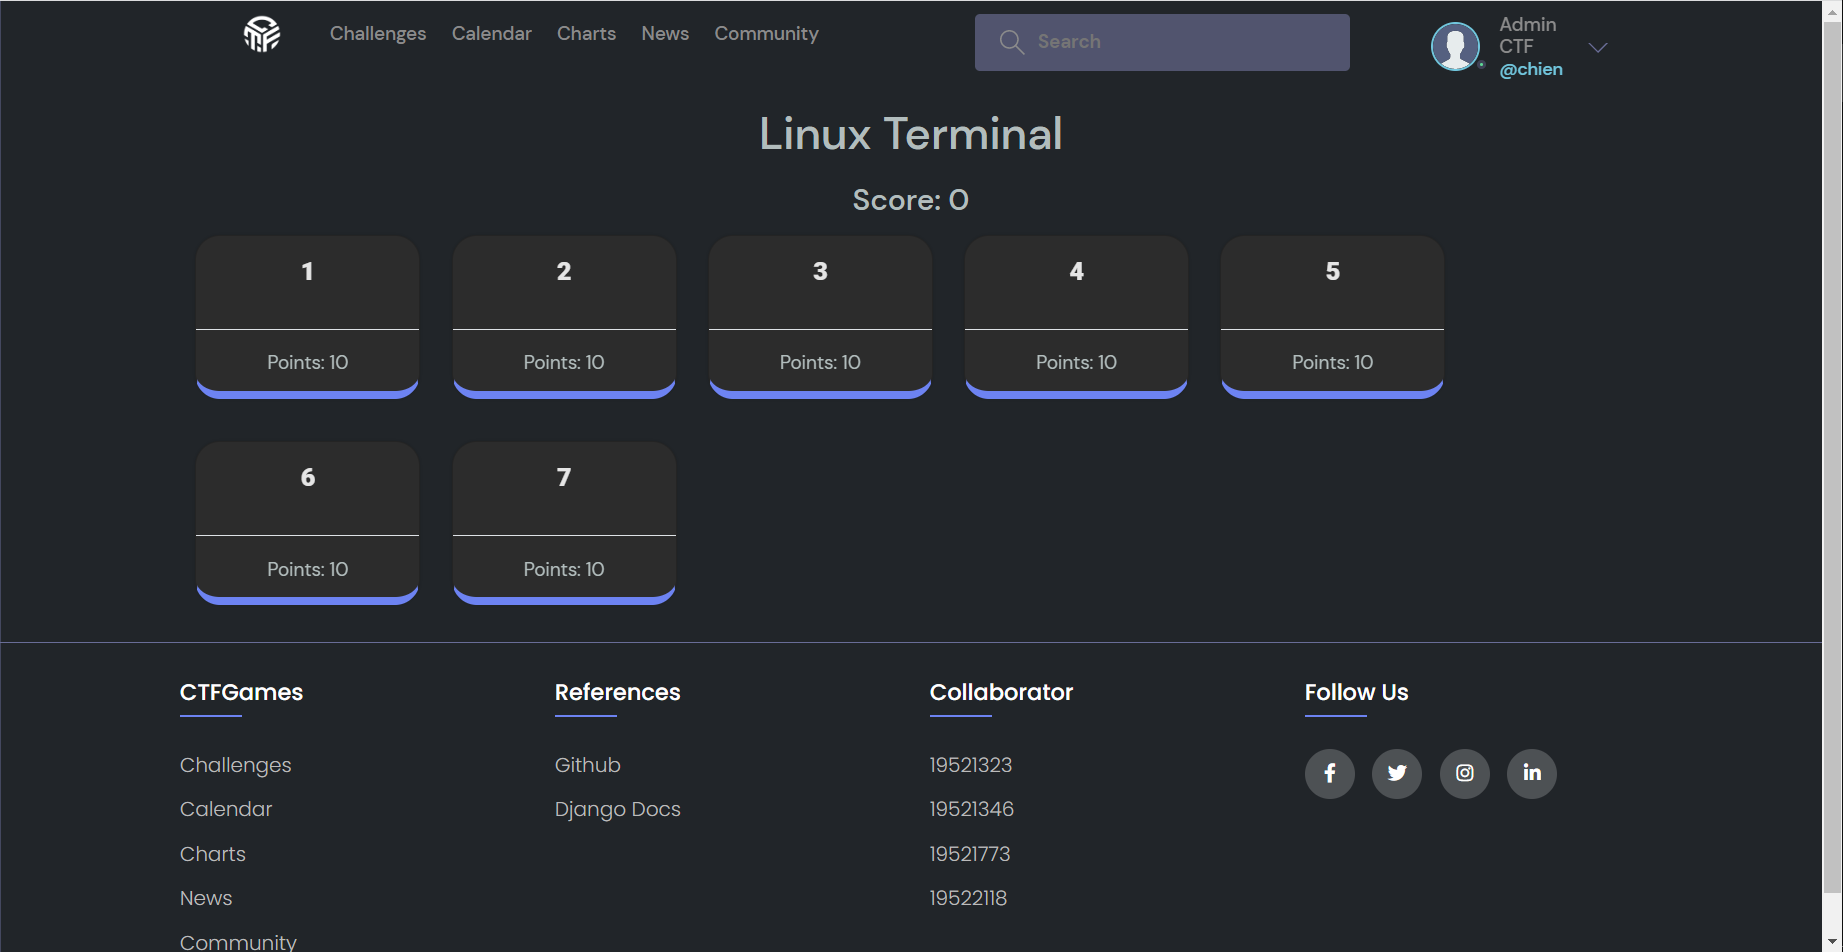 Challenges Calendar Charts News Community
Search
Admin
CTF
@chien
Linux Terminal
Score: 0
1 2 3 4 5
Points: 10 Points: 10 Points: 10 Points: 10 Points: 10
6 7
Points: 10 Points: 10
CTFGames
Challenges
Calendar
Charts
News
Community
References
Github
Django Docs
Collaborator
19521323
19521346
19521773
19522118
Follow Us